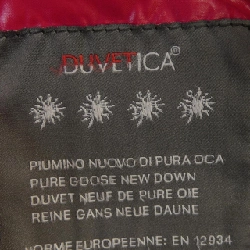 DUVETICA®
PIUMINO NUOVO DI PURA OCA
PURE GOOSE NEW DOWN
DUVET NEUF DE PURE OIE
REINE GANS NEUE DAUNE
NORME EUROPEENNE: EN 12934